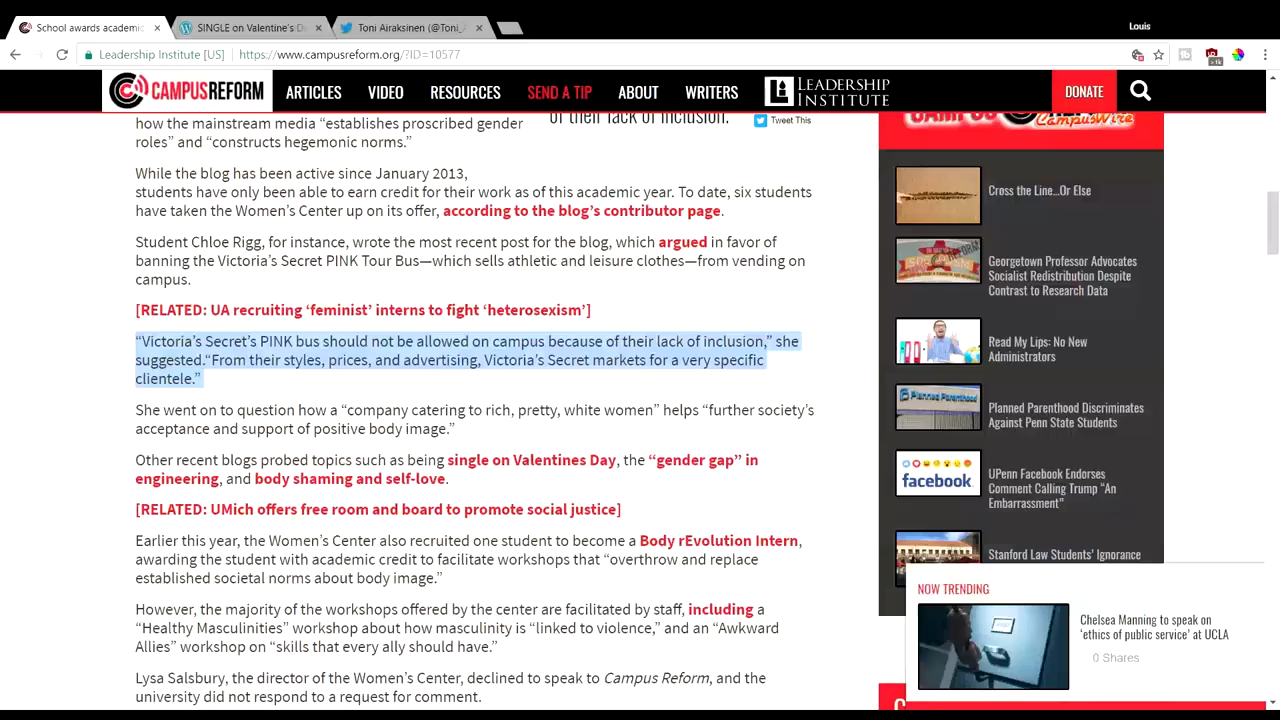 School awards academic
SINGLE on Valentine's D
Toni Airaksinen (@Toni_
Louis
Leadership Institute [US]
https://www.campusreform.org/?ID=10577
CAMPUSREFORM
ARTICLES
VIDEO
RESOURCES
SEND A TIP
ABOUT
WRITERS
LEADERSHIP
INSTITUTE
DONATE
of their lack of inclusion.
Tweet This
how the mainstream media “establishes proscribed gender
roles” and “constructs hegemonic norms.”
While the blog has been active since January 2013,
students have only been able to earn credit for their work as of this academic year. To date, six students
have taken the Women’s Center up on its offer, according to the blog’s contributor page.
Student Chloe Rigg, for instance, wrote the most recent post for the blog, which argued in favor of
banning the Victoria’s Secret PINK Tour Bus—which sells athletic and leisure clothes—from vending on
campus.
[RELATED: UA recruiting ‘feminist’ interns to fight ‘heterosexism’]
“Victoria’s Secret’s PINK bus should not be allowed on campus because of their lack of inclusion,” she
suggested.“From their styles, prices, and advertising, Victoria’s Secret markets for a very specific
clientele.”
She went on to question how a “company catering to rich, pretty, white women” helps “further society’s
acceptance and support of positive body image.”
Other recent blogs probed topics such as being single on Valentines Day, the “gender gap” in
engineering, and body shaming and self-love.
[RELATED: UMich offers free room and board to promote social justice]
Earlier this year, the Women’s Center also recruited one student to become a Body rEvolution Intern,
awarding the student with academic credit to facilitate workshops that “overthrow and replace
established societal norms about body image.”
However, the majority of the workshops offered by the center are facilitated by staff, including a
“Healthy Masculinities” workshop about how masculinity is “linked to violence,” and an “Awkward
Allies” workshop on “skills that every ally should have.”
Lysa Salsbury, the director of the Women’s Center, declined to speak to Campus Reform, and the
university did not respond to a request for comment.
CampusWire
Cross the Line...Or Else
Georgetown Professor Advocates
Socialist Redistribution Despite
Contrast to Research Data
Read My Lips: No New
Administrators
Planned Parenthood
Planned Parenthood Discriminates
Against Penn State Students
facebook
UPenn Facebook Endorses
Comment Calling Trump “An
Embarrassment”
Stanford Law Students’ Ignorance
NOW TRENDING
Chelsea Manning to speak on
‘ethics of public service’ at UCLA
0 Shares